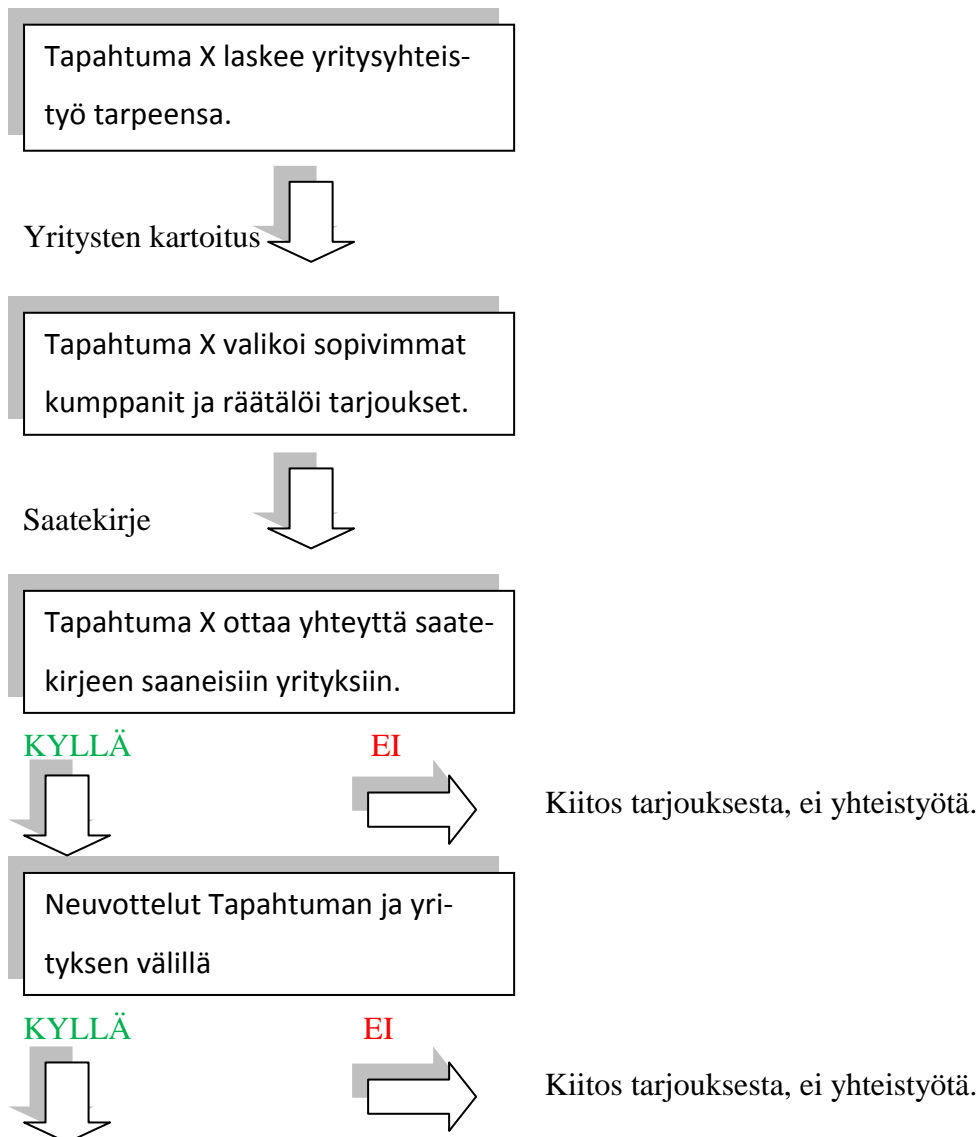 Tapahtuma X laskee yritysyhteis-
työ tarpeensa.
Yritysten kartoitus
Tapahtuma X valikoi sopivimmat
kumppanit ja räätälöi tarjoukset.
Saatekirje
Tapahtuma X ottaa yhteyttä saate-
kirjeen saaneisiin yrityksiin.
KYLLÄ EI
Kiitos tarjouksesta, ei yhteistyötä.
Neuvottelut Tapahtuman ja yri-
tyksen välillä
KYLLÄ EI
Kiitos tarjouksesta, ei yhteistyötä.